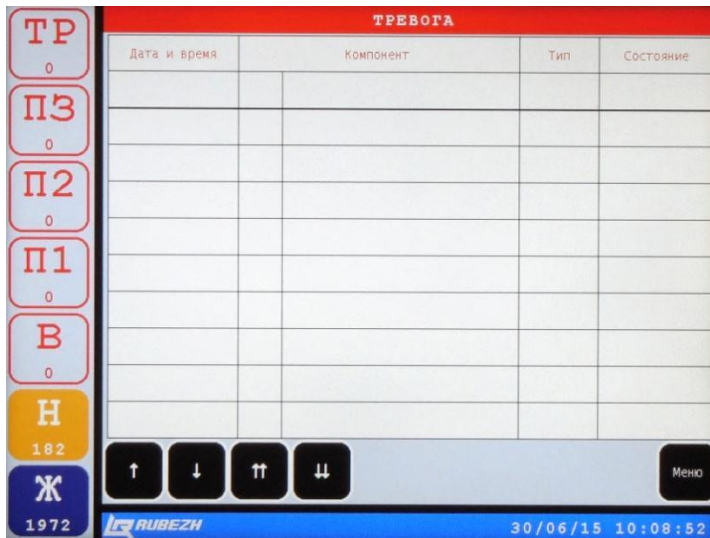 ТР
0
П3
0
П2
0
П1
0
В
0
Н
182
Ж
1972
ТРЕВОГА
Дата и время Компонент Тип Состояние
↑ ↓ ⇈ ⇊ Меню
RUBEZH 30/06/15 10:08:52